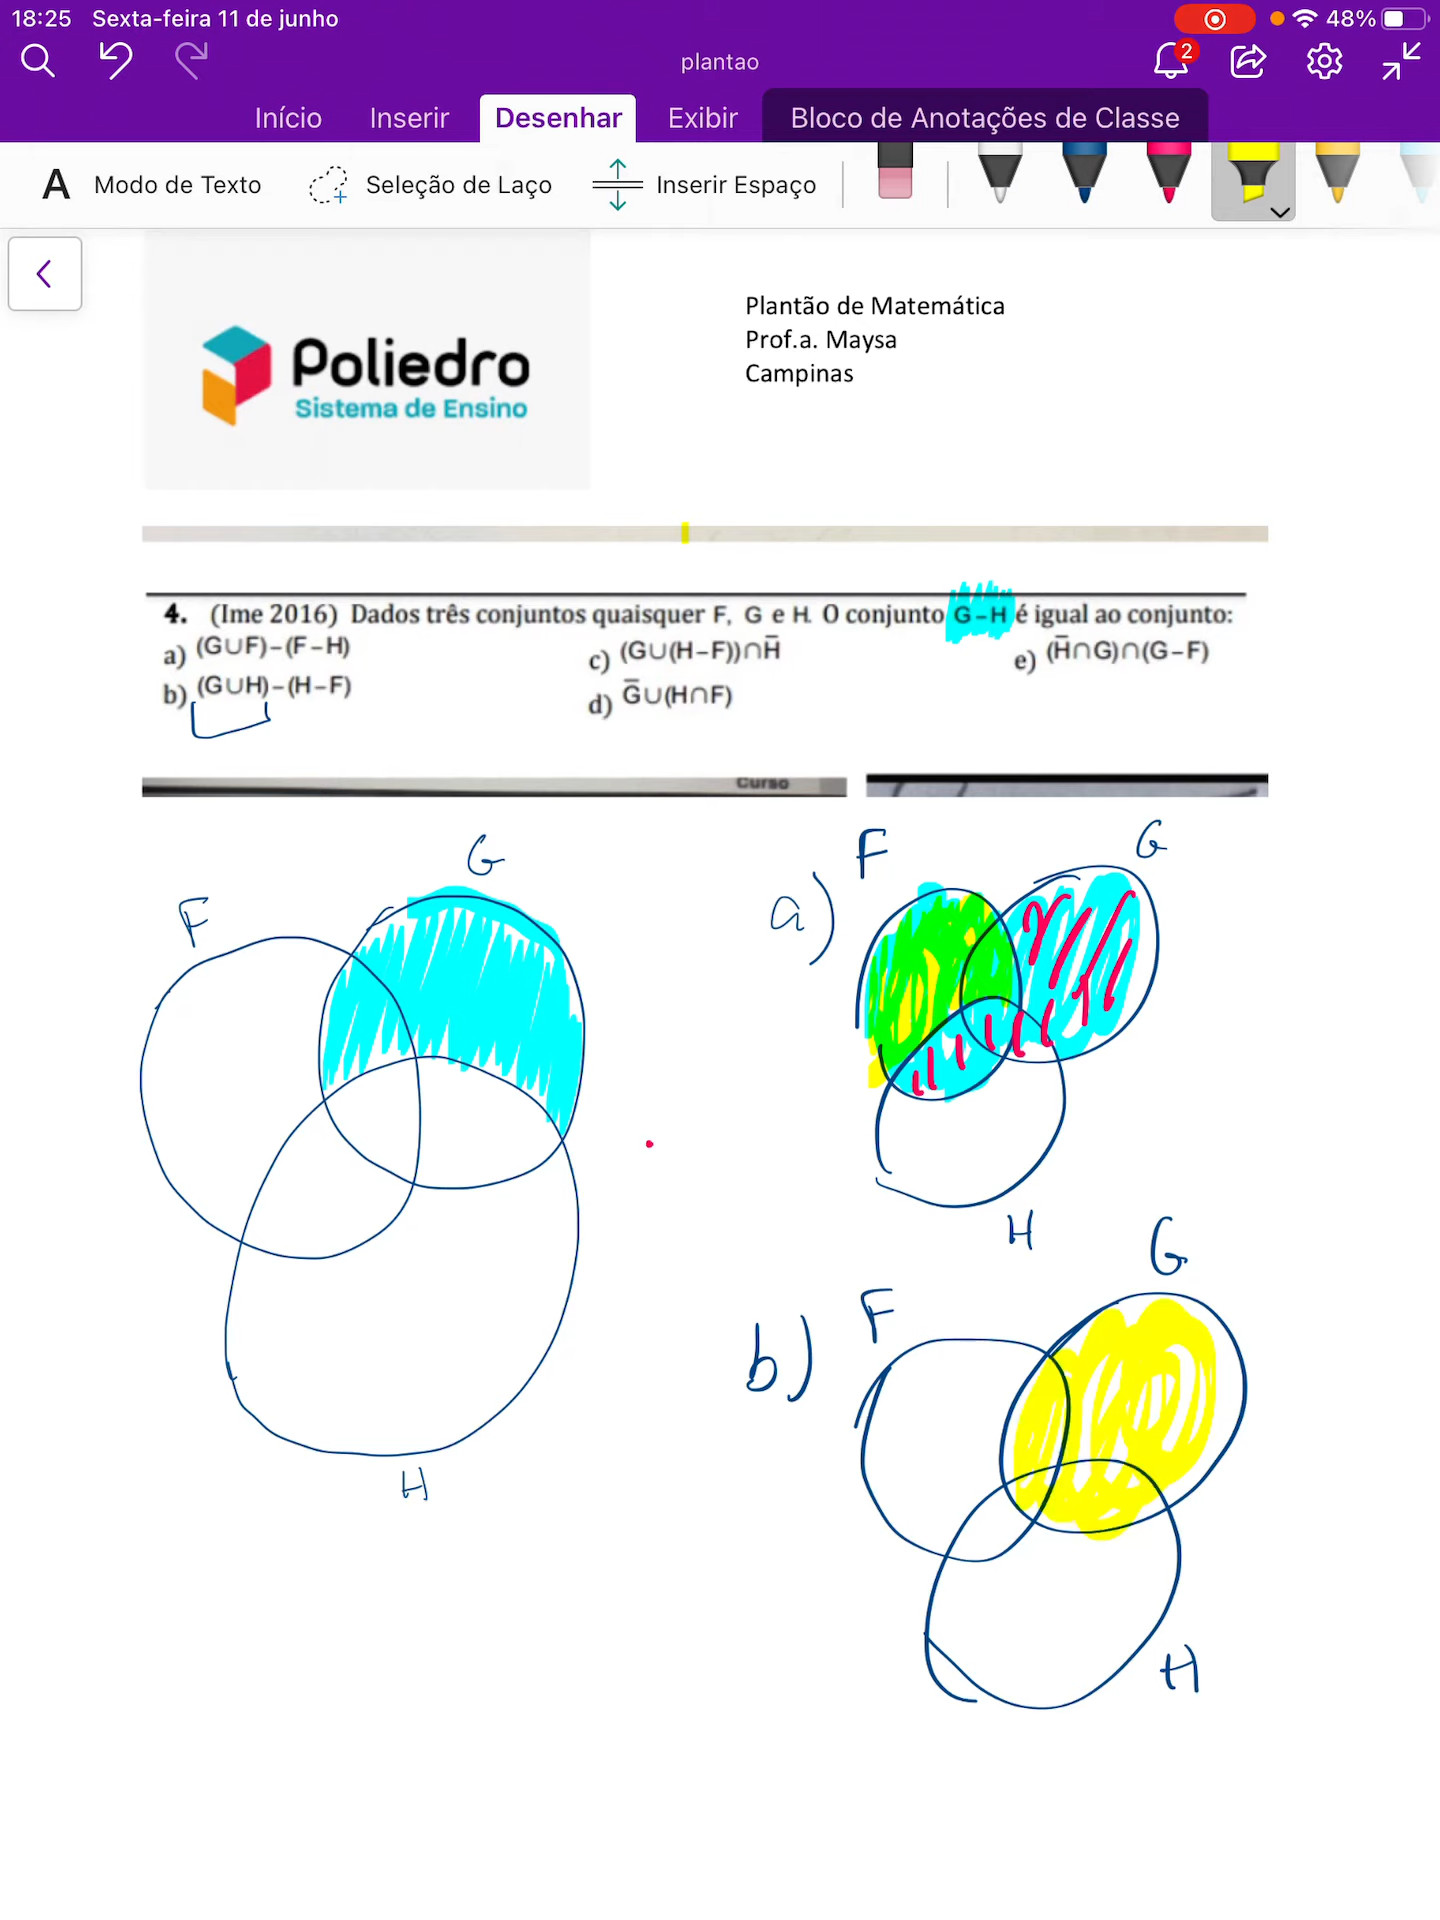 18:25 Sexta-feira 11 de junho 48%
plantao 2
Início Inserir Desenhar Exibir Bloco de Anotações de Classe
A Modo de Texto Seleção de Laço Inserir Espaço
Poliedro
Sistema de Ensino
Plantão de Matemática
Prof.a. Maysa
Campinas
4. (Ime 2016) Dados três conjuntos quaisquer F, G e H. O conjunto G–H é igual ao conjunto:
a) (G∪F)–(F–H)
b) (G∪H)–(H–F)
c) (G∪(H–F))∩H̅
d) G̅∪(H∩F)
e) (H̅∩G)∩(G–F)
Curso
G
F
H
a)
F
G
H
b)
F
G
H